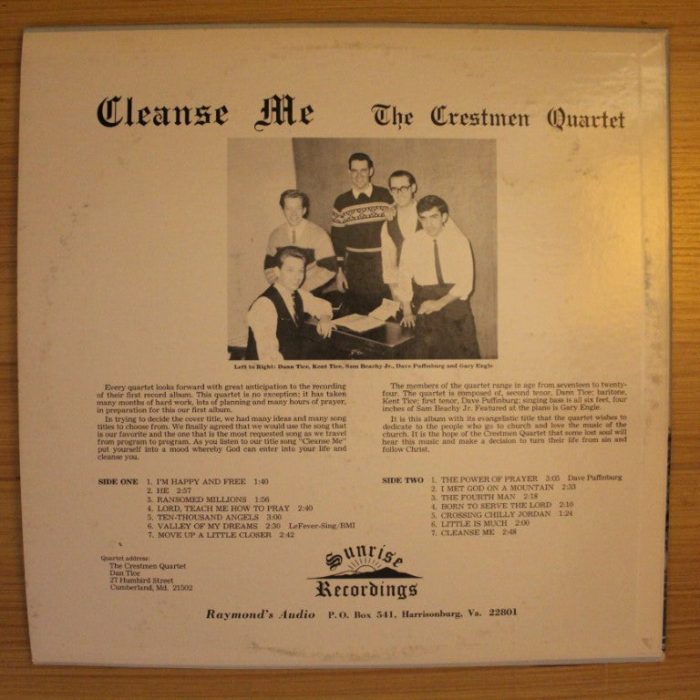 Cleanse Me The Crestmen Quartet
Left to Right: Dann Tice, Kent Tice, Sam Beachy Jr., Dave Puffinburg and Gary Engle
Every quartet looks forward with great anticipation to the recording
of their first record album. This quartet is no exception; it has taken
many months of hard work, lots of planning and many hours of prayer,
in preparation for this our first album.
In trying to decide the cover title, we had many ideas and many song
titles to choose from. We finally agreed that we would use the song that
is our favorite and the one that is the most requested song as we travel
from program to program. As you listen to our title song "Cleanse Me"
put yourself into a mood whereby God can enter into your life and
cleanse you.
The members of the quartet range in age from seventeen to twenty-
four. The quartet is composed of, second tenor, Dann Tice; baritone,
Kent Tice; first tenor, Dave Puffinburg; singing bass is all six feet, four
inches of Sam Beachy Jr. Featured at the piano is Gary Engle.
It is this album with its evangelistic title that the quartet wishes to
dedicate to the people who go to church and love the music of the
church. It is the hope of the Crestmen Quartet that some lost soul will
hear this music and make a decision to turn their life from sin and
follow Christ.
SIDE ONE 1. I'M HAPPY AND FREE 1:40
2. HE 2:57
3. RANSOMED MILLIONS 1:56
4. LORD, TEACH ME HOW TO PRAY 2:40
5. TEN-THOUSAND ANGELS 3:00
6. VALLEY OF MY DREAMS 2:30 LeFever-Sing/BMI
7. MOVE UP A LITTLE CLOSER 2:42
SIDE TWO 1. THE POWER OF PRAYER 3:05 Dave Puffinburg
2. I MET GOD ON A MOUNTAIN 2:33
3. THE FOURTH MAN 2:18
4. BORN TO SERVE THE LORD 2:10
5. CROSSING CHILLY JORDAN 1:24
6. LITTLE IS MUCH 2:00
7. CLEANSE ME 2:48
Quartet address:
The Crestmen Quartet
Dan Tice
27 Humbird Street
Cumberland, Md. 21502
Sunrise
Recordings
Raymond's Audio P. O. Box 541, Harrisonburg, Va. 22801